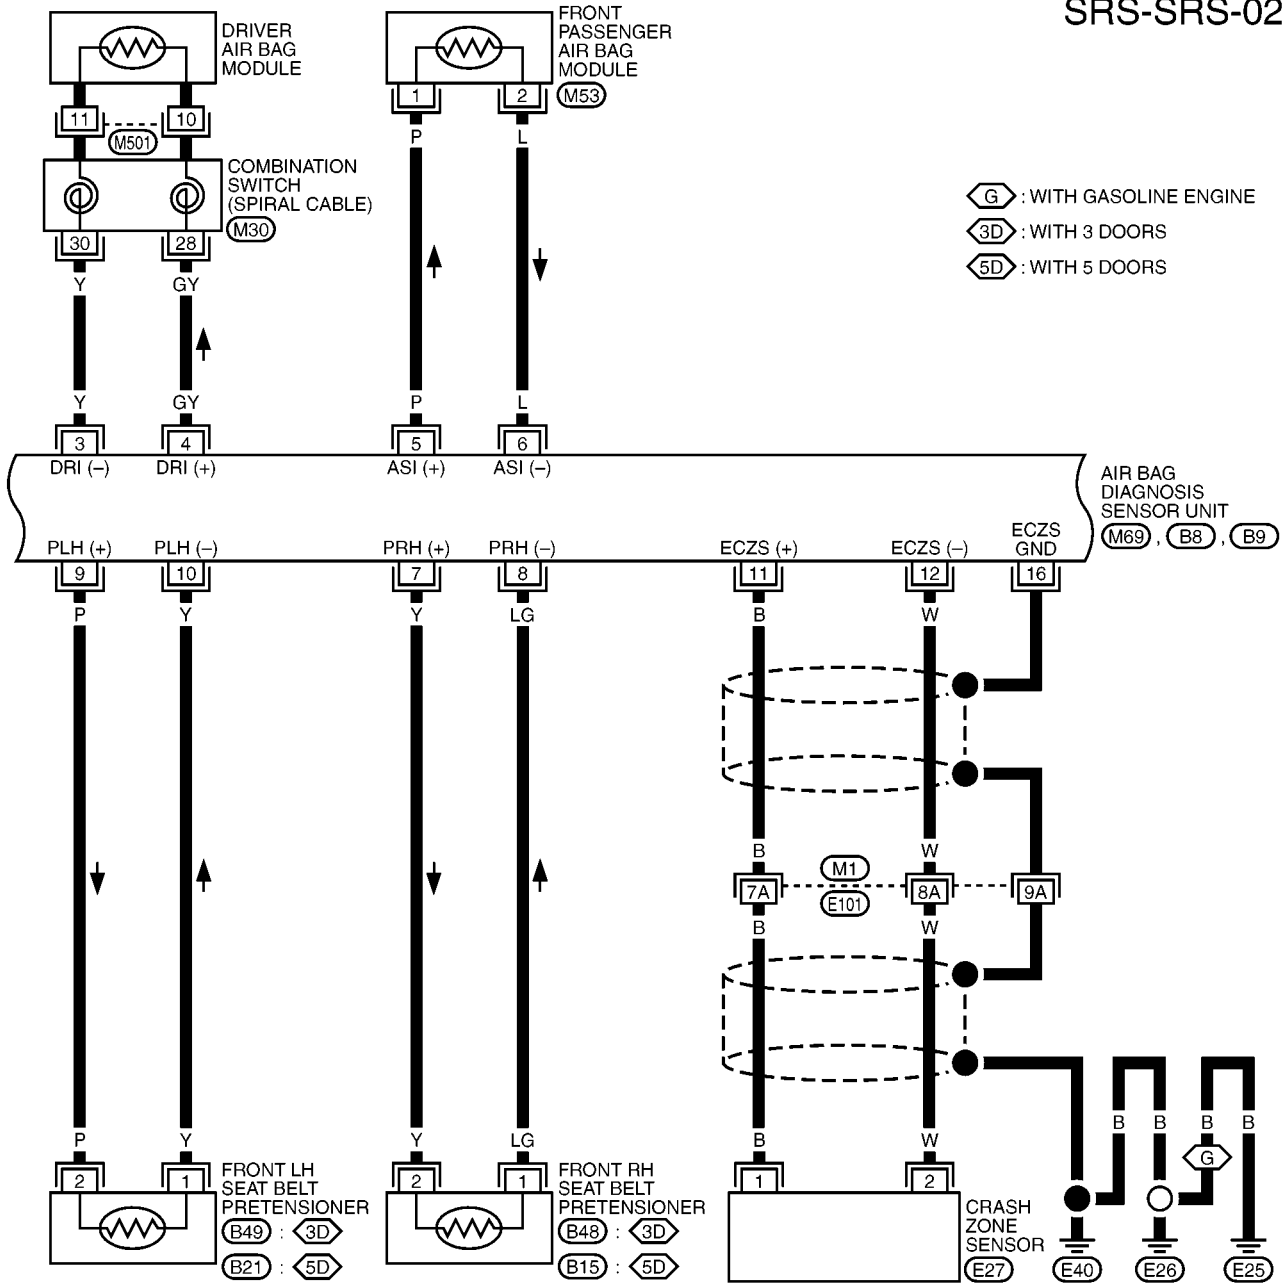 SRS-SRS-02
DRIVER
AIR BAG
MODULE
FRONT
PASSENGER
AIR BAG
MODULE
M53
11
10
M501
1
2
P
L
COMBINATION
SWITCH
(SPIRAL CABLE)
M30
30
28
Y
GY
G : WITH GASOLINE ENGINE
3D : WITH 3 DOORS
5D : WITH 5 DOORS
Y
GY
P
L
3
4
5
6
DRI (–)
DRI (+)
ASI (+)
ASI (–)
AIR BAG
DIAGNOSIS
SENSOR UNIT
M69 , B8 , B9
PLH (+)
PLH (–)
PRH (+)
PRH (–)
ECZS (+)
ECZS (–)
ECZS
GND
9
10
7
8
11
12
16
P
Y
Y
LG
B
W
B
W
M1
7A
8A
9A
E101
B
W
B
B
B
B
G
P
Y
Y
LG
B
W
2
1
2
1
1
2
FRONT LH
SEAT BELT
PRETENSIONER
B49 : 3D
B21 : 5D
FRONT RH
SEAT BELT
PRETENSIONER
B48 : 3D
B15 : 5D
CRASH
ZONE
SENSOR
E27
E40
E26
E25